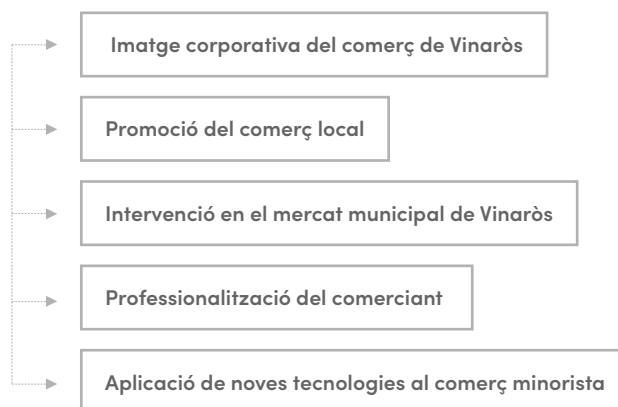 Imatge corporativa del comerç de Vinaròs
Promoció del comerç local
Intervenció en el mercat municipal de Vinaròs
Professionalització del comerciant
Aplicació de noves tecnologies al comerç minorista